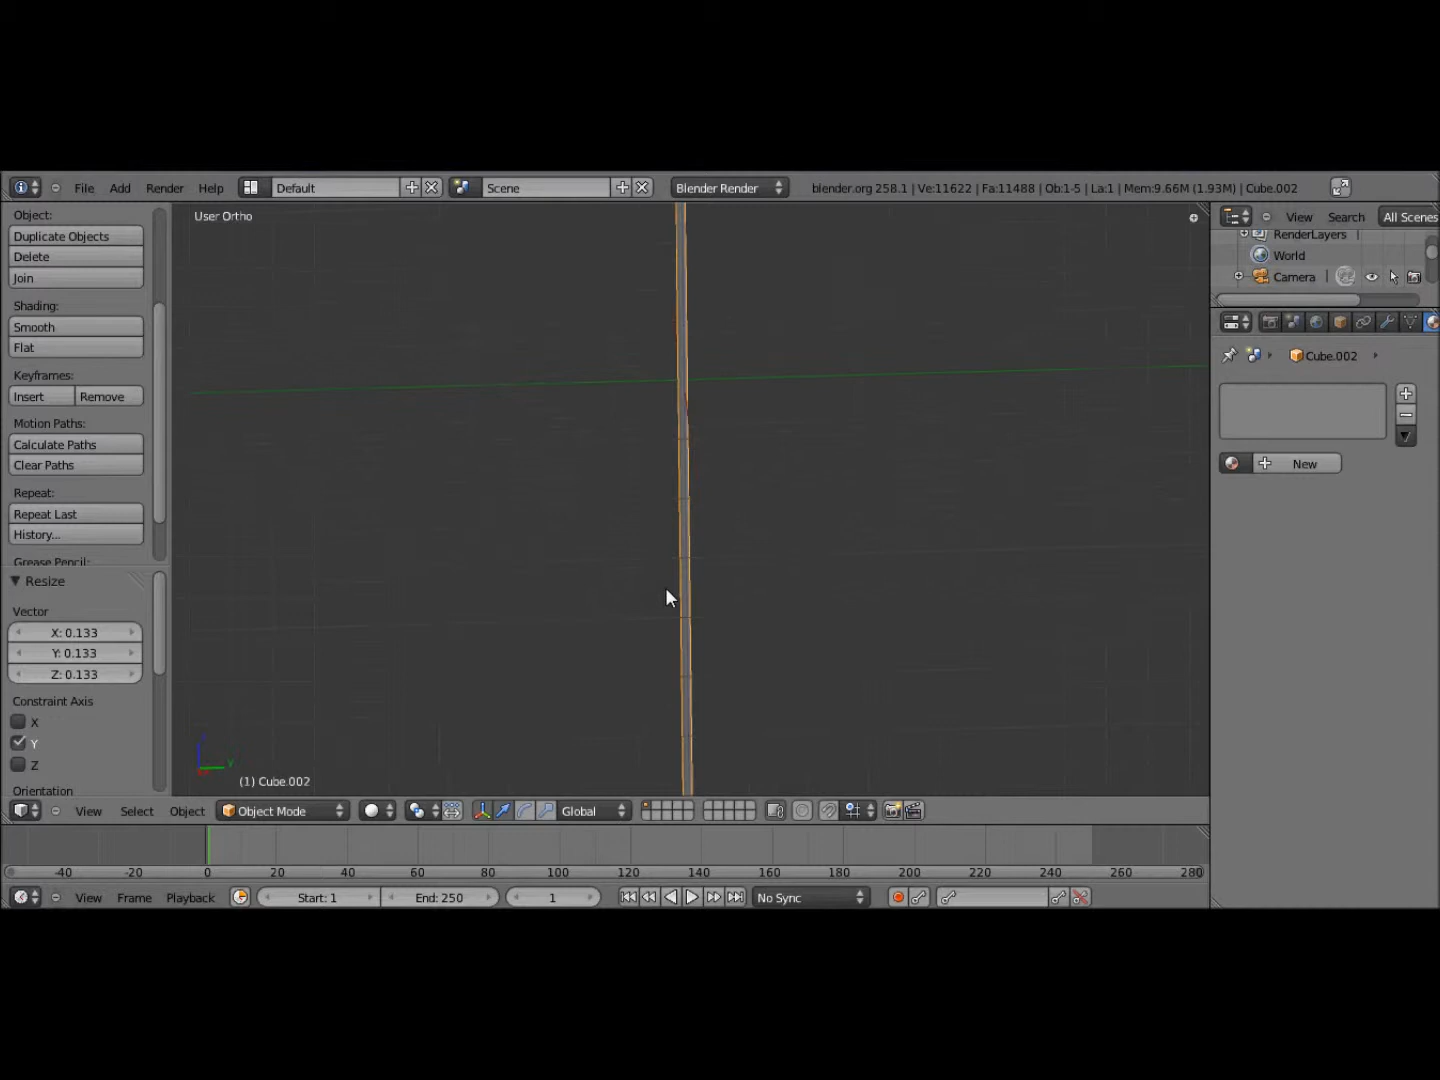 File Add Render Help Default Scene Blender Render blender.org 258.1 | Ve:11622 | Fa:11488 | Ob:1-5 | La:1 | Mem:9.66M (1.93M) | Cube.002
Object:
Duplicate Objects
Delete
Join
Shading:
Smooth
Flat
Keyframes:
Insert Remove
Motion Paths:
Calculate Paths
Clear Paths
Repeat:
Repeat Last
History...
Grease Pencil:
Resize
Vector
X: 0.133
Y: 0.133
Z: 0.133
Constraint Axis
X
Y
Z
Orientation
User Ortho
(1) Cube.002
View Search All Scenes
RenderLayers
World
Camera
Cube.002
New
View Select Object Object Mode Global
-40 -20 0 20 40 60 80 100 120 140 160 180 200 220 240 260 280
View Frame Playback Start: 1 End: 250 1 No Sync